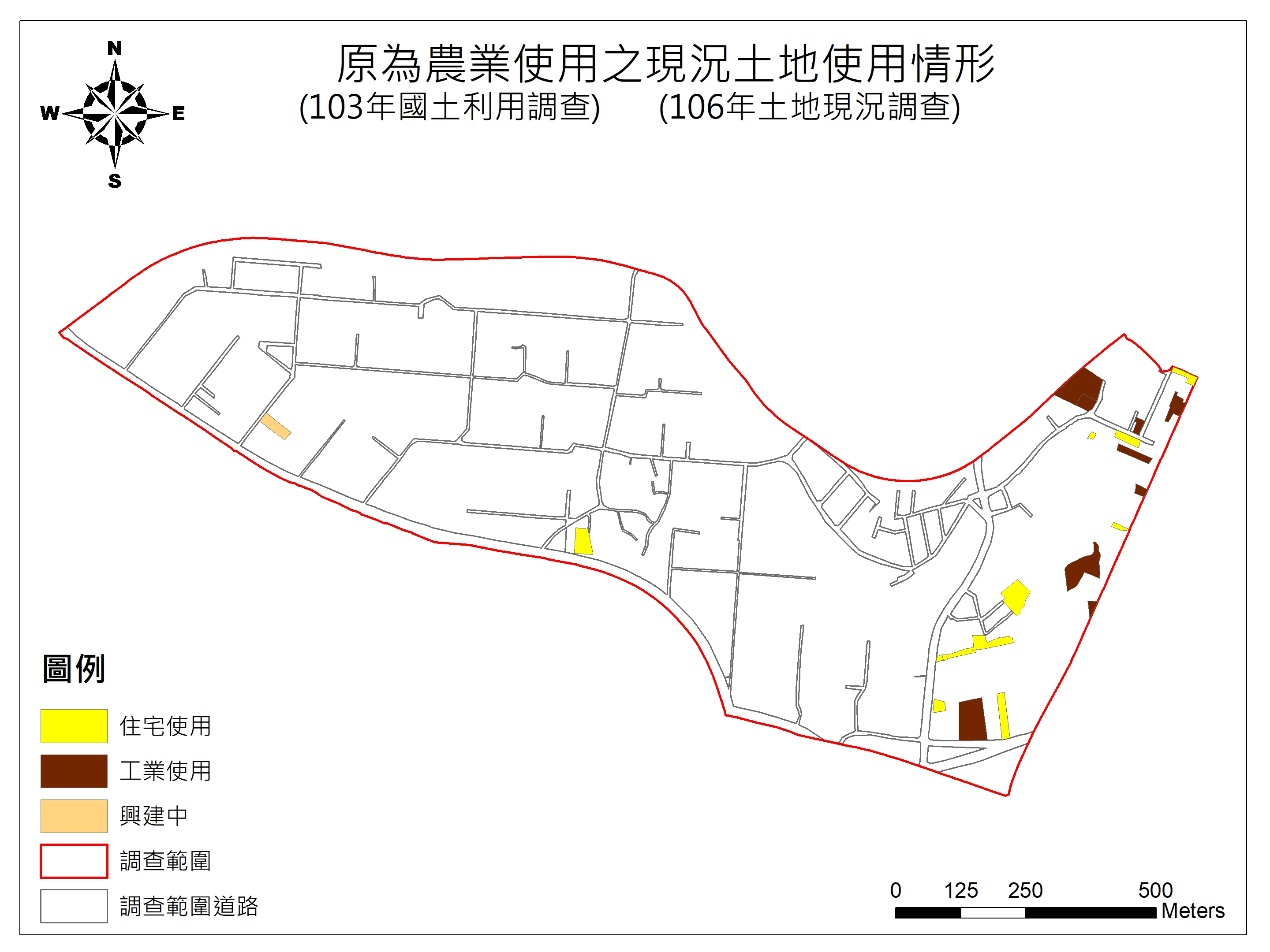 原為農業使用之現況土地使用情形
(103年國土利用調查) (106年土地現況調查)
N
W E
S
圖例
住宅使用
工業使用
興建中
調查範圍
調查範圍道路
0 125 250 500
Meters